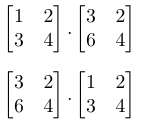 [1 2] · [3 2]
[3 4]   [6 4]
[3 2] · [1 2]
[6 4]   [3 4]